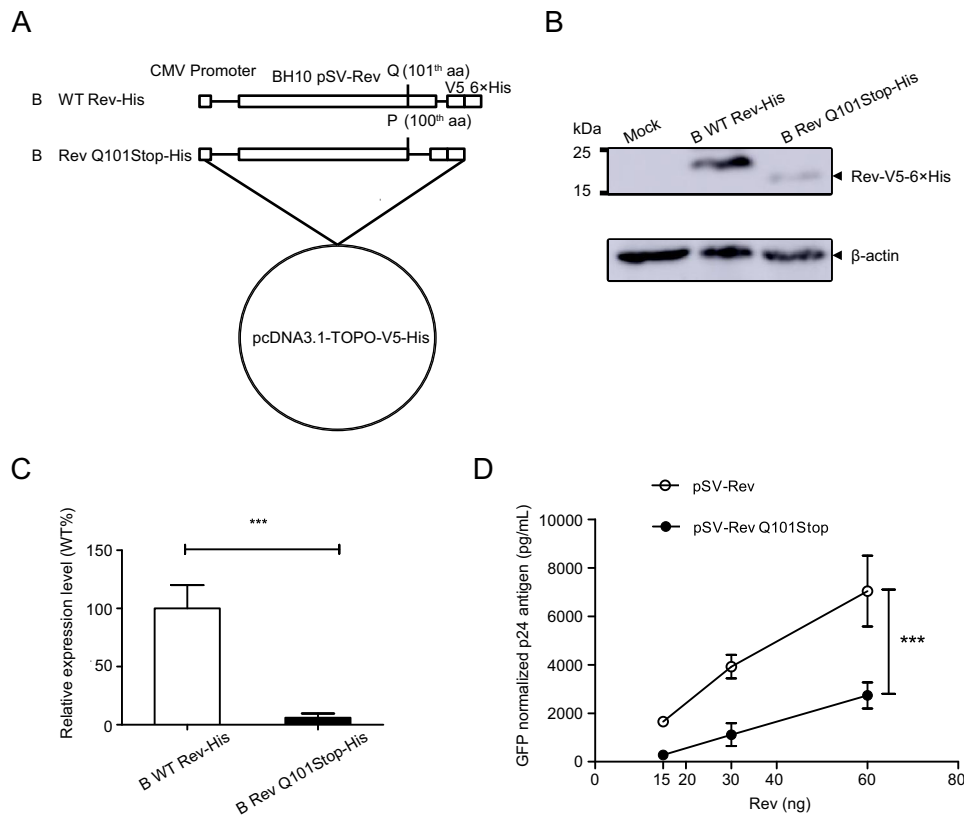 A
CMV Promoter
BH10 pSV-Rev
Q (101th aa)
V5 6×His
B WT Rev-His
P (100th aa)
B Rev Q101Stop-His
pcDNA3.1-TOPO-V5-His
B
kDa
Mock
B WT Rev-His
B Rev Q101Stop-His
25
15
Rev-V5-6×His
β-actin
C
***
Relative expression level (WT%)
150
100
50
0
B WT Rev-His
B Rev Q101Stop-His
D
pSV-Rev
pSV-Rev Q101Stop
GFP normalized p24 antigen (pg/mL)
10000
8000
6000
4000
2000
0
***
0 15 20 30 40 60 80
Rev (ng)